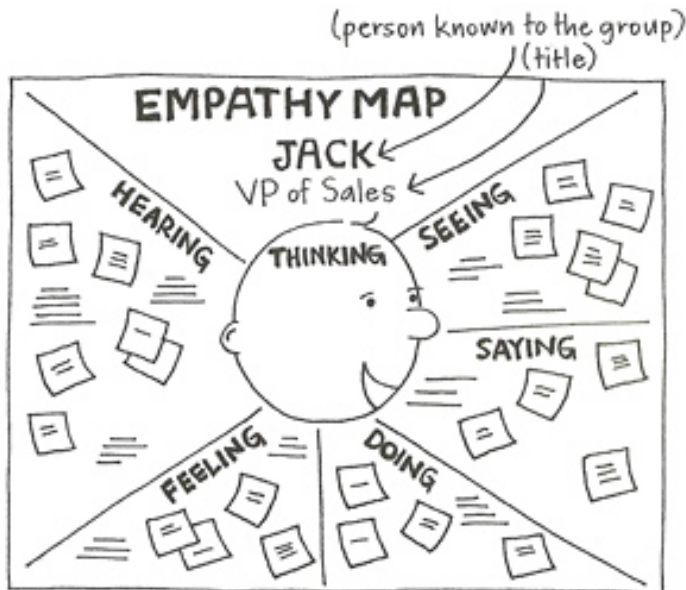 (person known to the group)
(title)
EMPATHY MAP
JACK
VP of Sales
HEARING
THINKING
SEEING
SAYING
FEELING
DOING